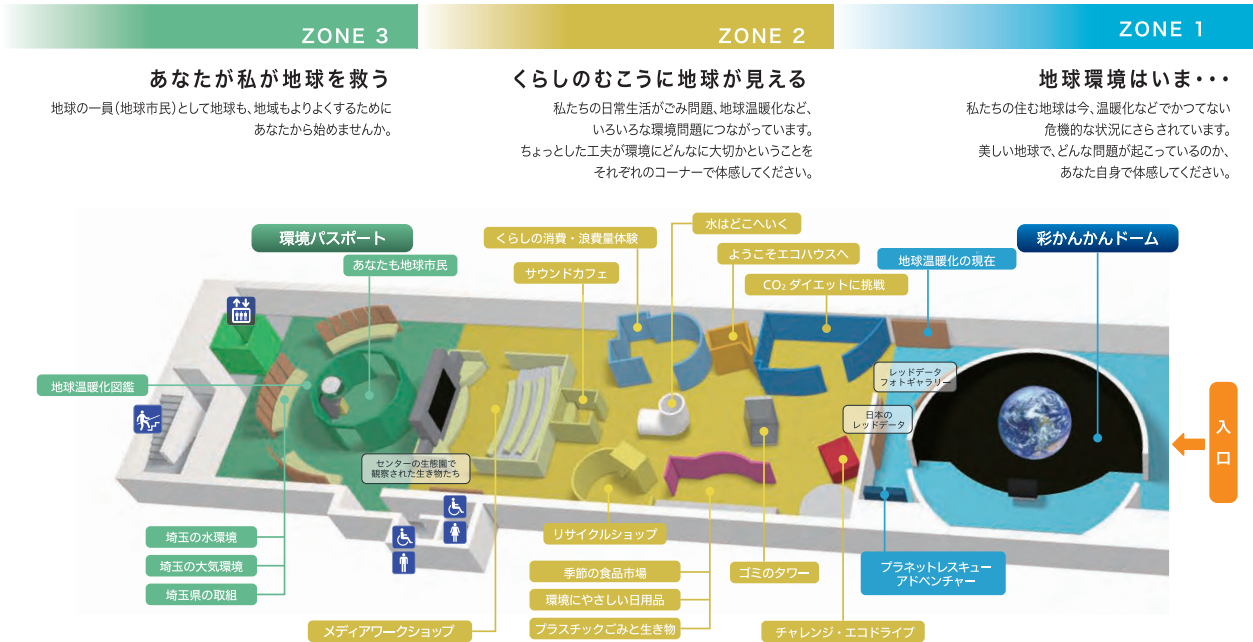 ZONE 3
あなたが私が地球を救う
地球の一員(地球市民)として地球も、地域もよりよくするために
あなたから始めませんか。
ZONE 2
くらしのむこうに地球が見える
私たちの日常生活がごみ問題、地球温暖化など、
いろいろな環境問題につながっています。
ちょっとした工夫が環境にどんなに大切かということを
それぞれのコーナーで体感してください。
ZONE 1
地球環境はいま・・・
私たちの住む地球は今、温暖化などでかつてない
危機的な状況にさらされています。
美しい地球で、どんな問題が起こっているのか、
あなた自身で体感してください。
環境パスポート
あなたも地球市民
くらしの消費・浪費量体験
サウンドカフェ
水はどこへいく
ようこそエコハウスへ
CO₂ ダイエットに挑戦
地球温暖化の現在
彩かんかんドーム
地球温暖化図鑑
レッドデータ
フォトギャラリー
日本の
レッドデータ
入口
センターの生態園で
観察された生き物たち
埼玉の水環境
埼玉の大気環境
埼玉県の取組
メディアワークショップ
リサイクルショップ
季節の食品市場
環境にやさしい日用品
プラスチックごみと生き物
ゴミのタワー
チャレンジ・エコドライブ
プラネットレスキュー
アドベンチャー